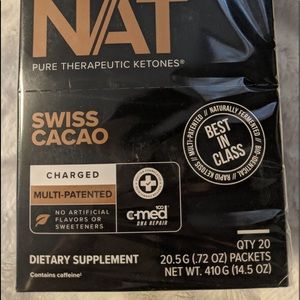 NAT
PURE THERAPEUTIC KETONES®
SWISS
CACAO
NATURALLY FERMENTED // BIO-IDENTICAL // RAPID KETOSIS // MULTI-PATENTED //
BEST
IN
CLASS
CHARGED
MULTI-PATENTED
NO ARTIFICIAL
FLAVORS OR
SWEETENERS
c-med 100®
DNA REPAIR
QTY 20
DIETARY SUPPLEMENT
20.5 G (.72 OZ) PACKETS
Contains caffeine
NET WT. 410 G (14.5 OZ)